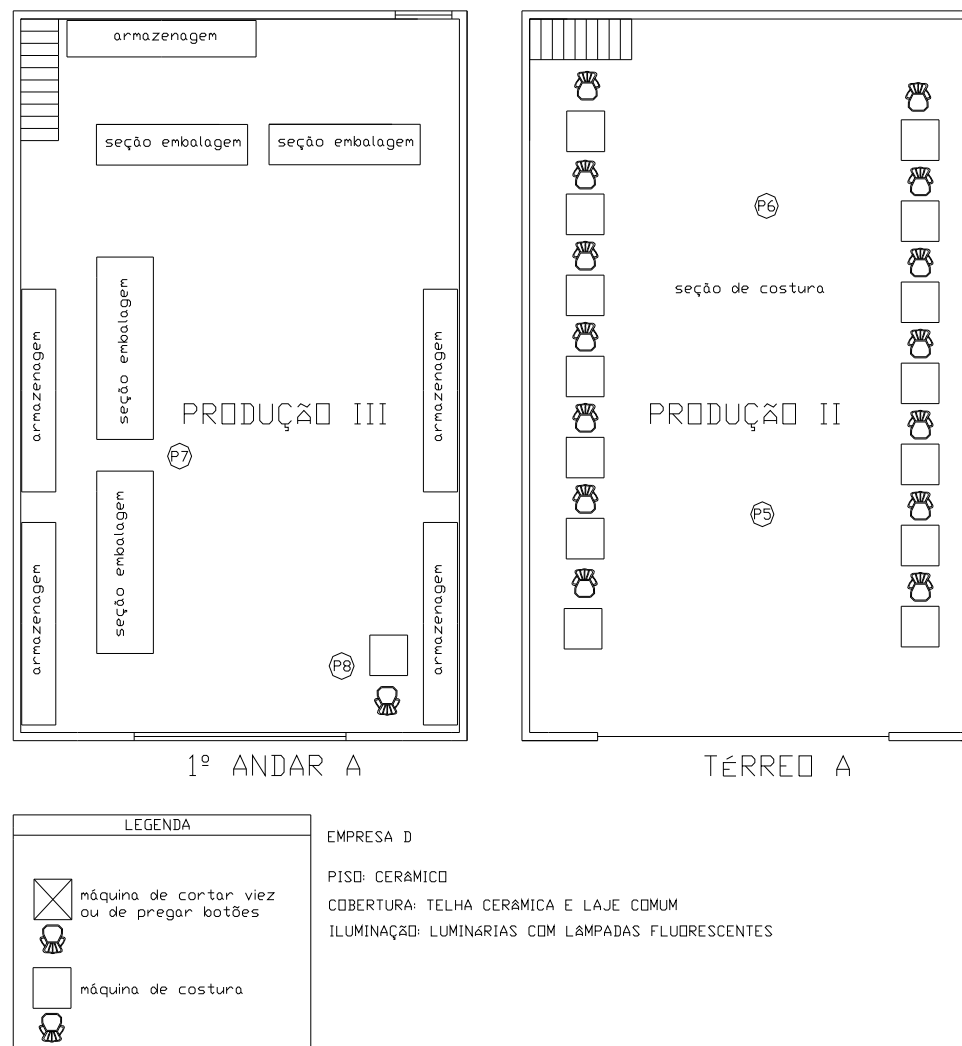 armazenagem
seção embalagem
seção embalagem
seção embalagem
armazenagem
armazenagem
PRODUÇÃO III
P7
seção embalagem
armazenagem
armazenagem
P8
1º ANDAR A
P6
seção de costura
PRODUÇÃO II
P5
TÉRREO A
LEGENDA
máquina de cortar viez
ou de pregar botões
máquina de costura
EMPRESA D
PISO: CERÂMICO
COBERTURA: TELHA CERÂMICA E LAJE COMUM
ILUMINAÇÃO: LUMINÁRIAS COM LÂMPADAS FLUORESCENTES